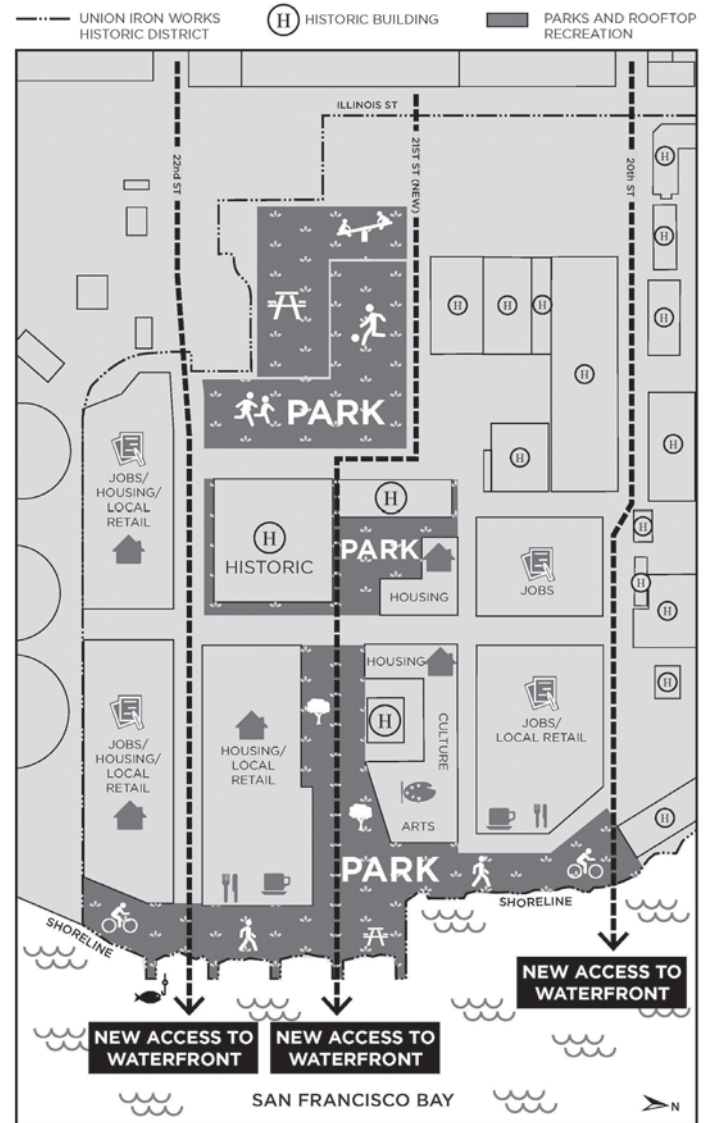 UNION IRON WORKS
HISTORIC DISTRICT
H HISTORIC BUILDING
PARKS AND ROOFTOP
RECREATION
ILLINOIS ST
22nd ST
21ST ST (NEW)
20th ST
H
H
H
H
H
H
H
H
H
PARK
JOBS/
HOUSING/
LOCAL
RETAIL
H
HISTORIC
H
PARK
HOUSING
JOBS
H
H
H
H
JOBS/
HOUSING/
LOCAL
RETAIL
HOUSING/
LOCAL
RETAIL
HOUSING
H
CULTURE
ARTS
JOBS/
LOCAL RETAIL
H
PARK
SHORELINE
SHORELINE
NEW ACCESS TO
WATERFRONT
NEW ACCESS TO
WATERFRONT
NEW ACCESS TO
WATERFRONT
SAN FRANCISCO BAY
N